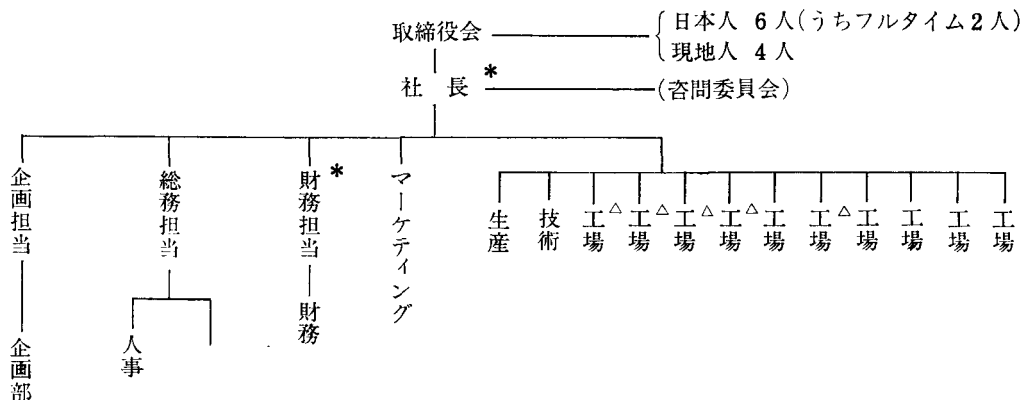 取締役会
日本人 6人(うちフルタイム2人)
現地人 4人
社長*
(咨問委員会)
企画担当
総務担当
財務担当*
マーケティング
生産
技術
工場△
工場△
工場△
工場△
工場
工場△
工場
工場
工場
工場
企画部
人事
財務